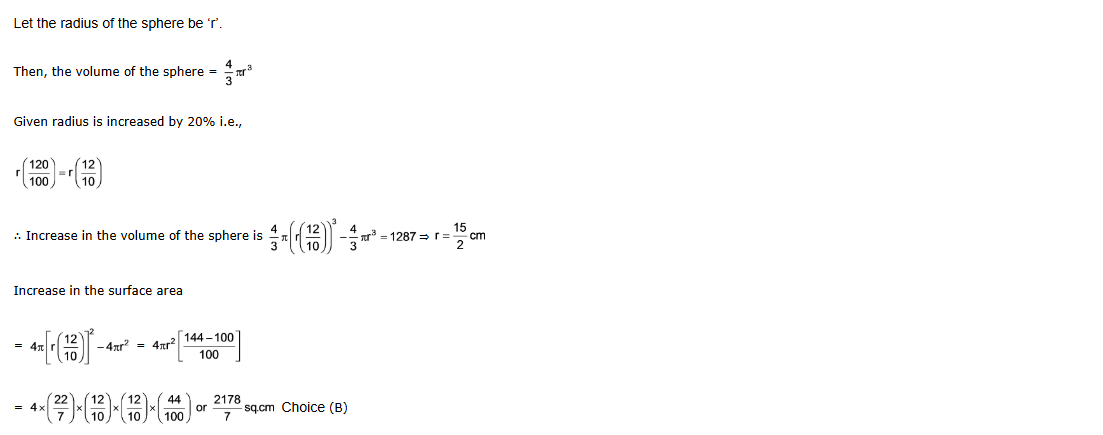 Let the radius of the sphere be 'r'.
Then, the volume of the sphere = 4/3 πr³
Given radius is increased by 20% i.e.,
r(120/100) = r(12/10)
∴ Increase in the volume of the sphere is 4/3 π(r(12/10))³ − 4/3 πr³ = 1287 ⇒ r = 15/2 cm
Increase in the surface area
= 4π[r(12/10)]² − 4πr² = 4πr²[(144 − 100)/100]
= 4×(22/7)×(12/10)×(12/10)×(44/100) or 2178/7 sq.cm Choice (B)